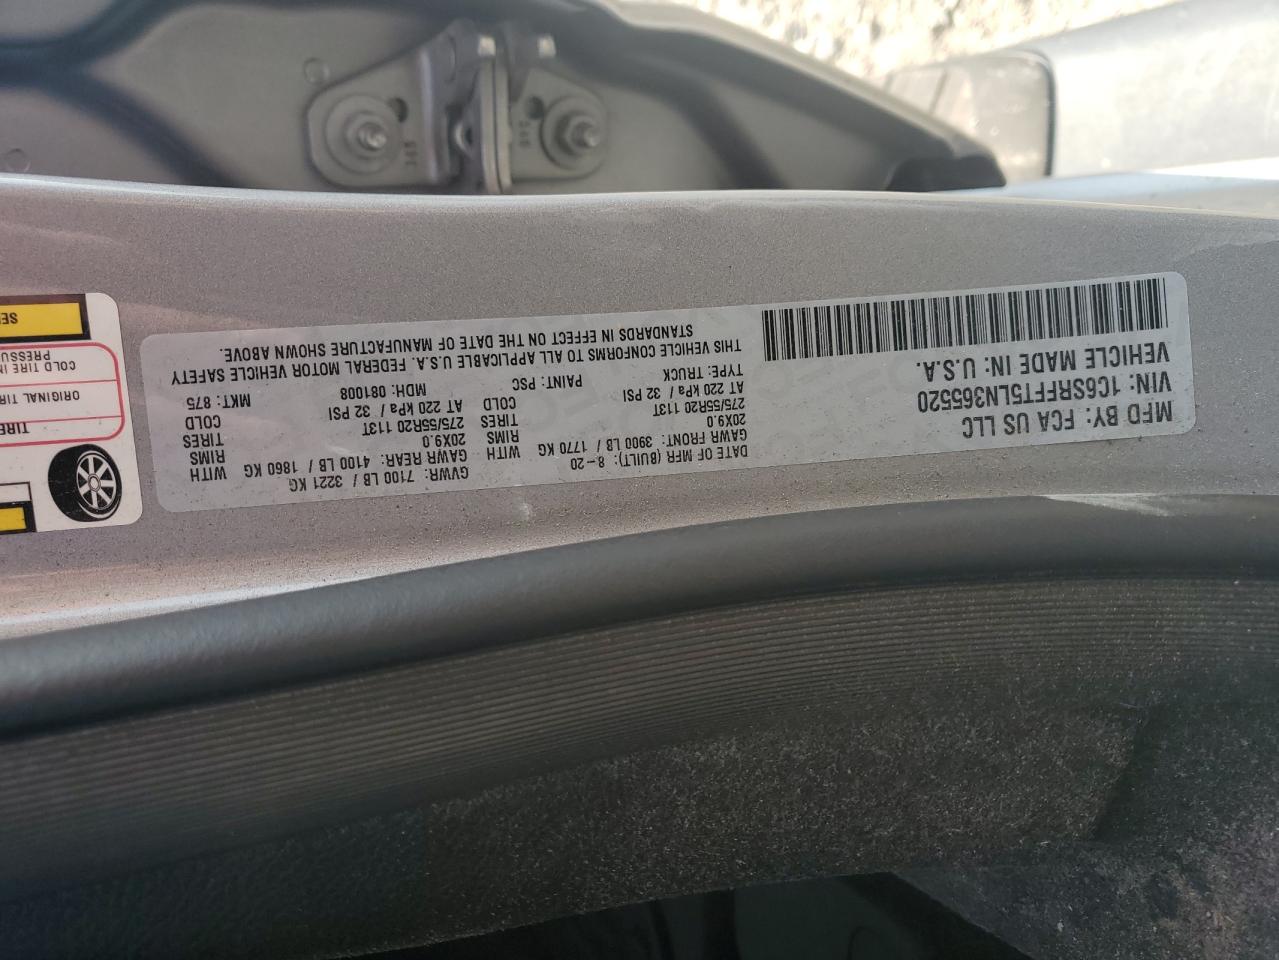 MFD BY: FCA US LLC
VIN: 1C6SRFFT5LN365520
VEHICLE MADE IN: U.S.A.
DATE OF MFR (BUILT): 8-20
GVWR: 7100 LB / 3221 KG
GAWR FRONT: 3900 LB / 1770 KG WITH
20X9.0 RIMS
275/55R20 113T TIRES
AT 220 kPa / 32 PSI COLD
GAWR REAR: 4100 LB / 1860 KG WITH
20X9.0 RIMS
275/55R20 113T TIRES
AT 220 kPa / 32 PSI COLD
TYPE: TRUCK
PAINT: PSC
MDH: 081008
MKT: 875
THIS VEHICLE CONFORMS TO ALL APPLICABLE U.S.A. FEDERAL MOTOR VEHICLE SAFETY
STANDARDS IN EFFECT ON THE DATE OF MANUFACTURE SHOWN ABOVE.
TIRE
ORIGINAL TIR
COLD TIRE IN
PRESSU
SE